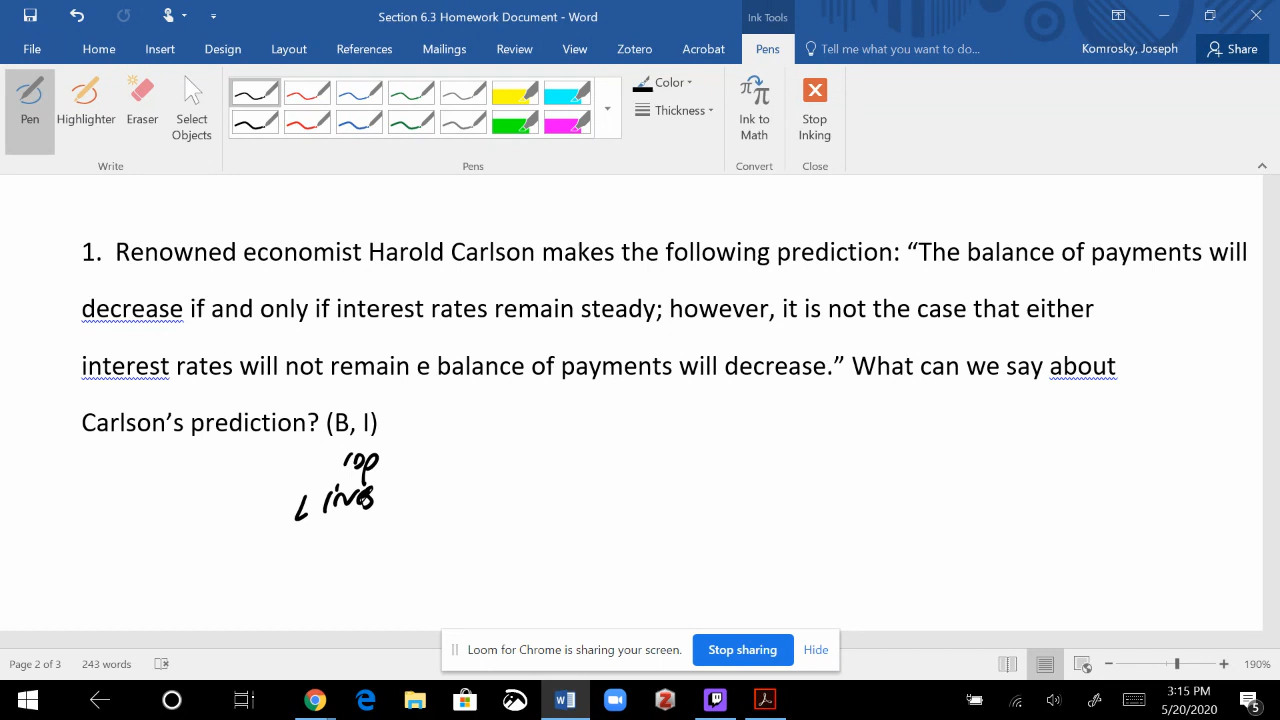 Section 6.3 Homework Document - Word
Ink Tools
File Home Insert Design Layout References Mailings Review View Zotero Acrobat Pens Tell me what you want to do... Komrosky, Joseph Share
Pen Highlighter Eraser Select Objects
Color
Thickness
Ink to Math
Stop Inking
Write Pens Convert Close
1. Renowned economist Harold Carlson makes the following prediction: “The balance of payments will
decrease if and only if interest rates remain steady; however, it is not the case that either
interest rates will not remain e balance of payments will decrease.” What can we say about
Carlson’s prediction? (B, I)
Loom for Chrome is sharing your screen. Stop sharing Hide
Page 2 of 3 243 words 190%
3:15 PM
5/20/2020
5